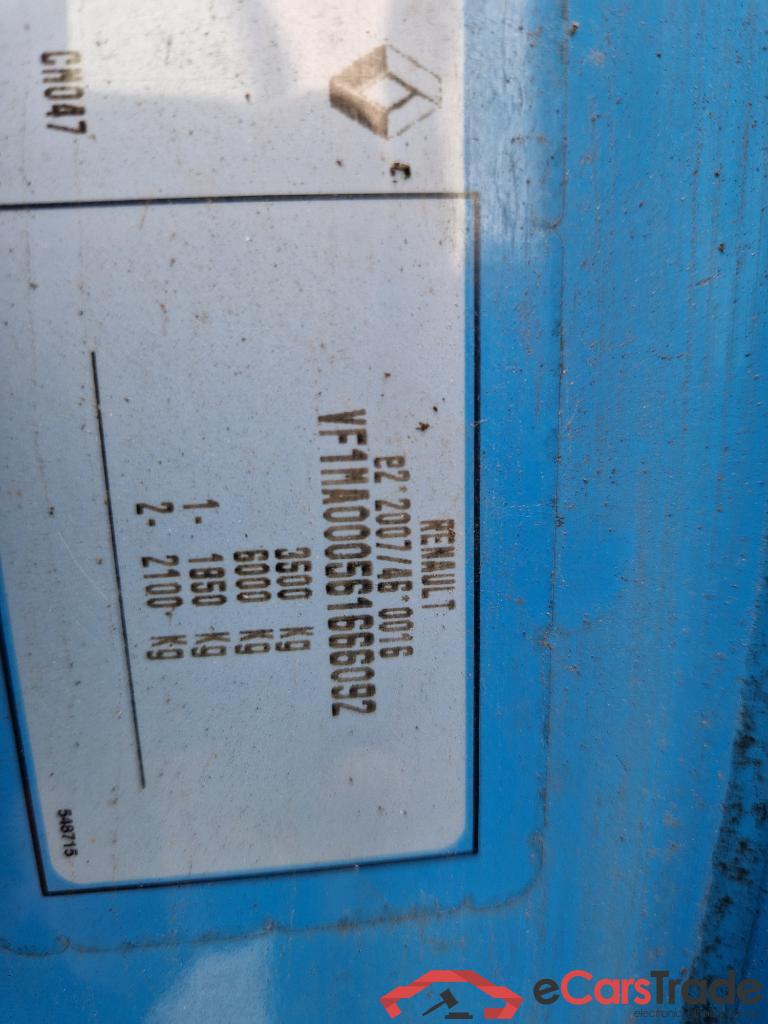 CN047
RENAULT
e2*2007/46*0016
VF1MA000561666092
3500 Kg
6000 Kg
1- 1850 Kg
2- 2100 Kg
548715
eCarsTrade